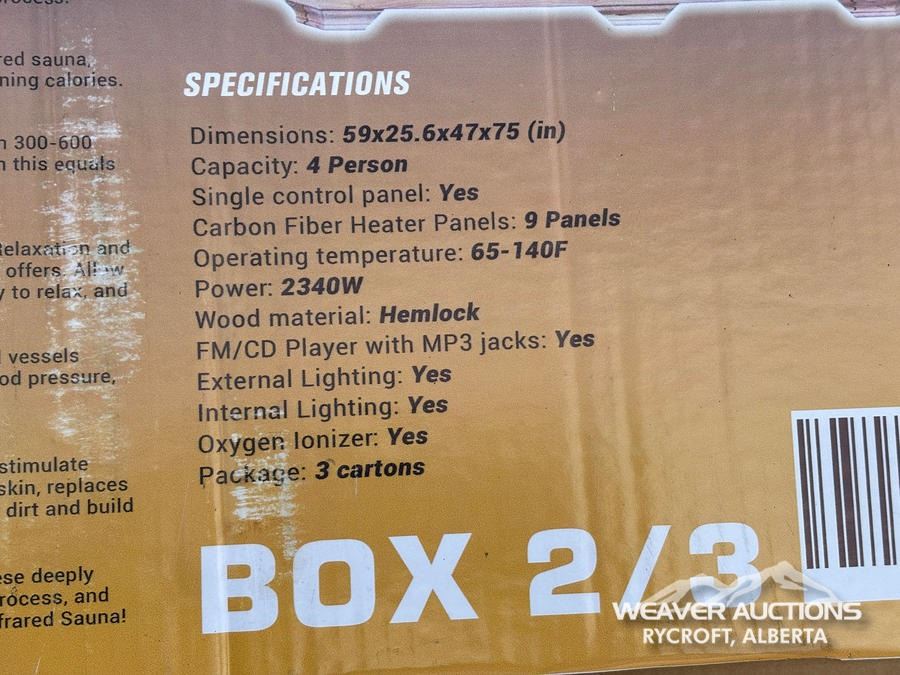 red sauna,
ning calories.
300-600
this equals
Relaxation and
offers. Allow
to relax, and
vessels
od pressure,
stimulate
skin, replaces
dirt and build
ese deeply
rocess, and
frared Sauna!
SPECIFICATIONS
Dimensions: 59x25.6x47x75 (in)
Capacity: 4 Person
Single control panel: Yes
Carbon Fiber Heater Panels: 9 Panels
Operating temperature: 65-140F
Power: 2340W
Wood material: Hemlock
FM/CD Player with MP3 jacks: Yes
External Lighting: Yes
Internal Lighting: Yes
Oxygen Ionizer: Yes
Package: 3 cartons
BOX 2/3
WEAVER AUCTIONS
RYCROFT, ALBERTA